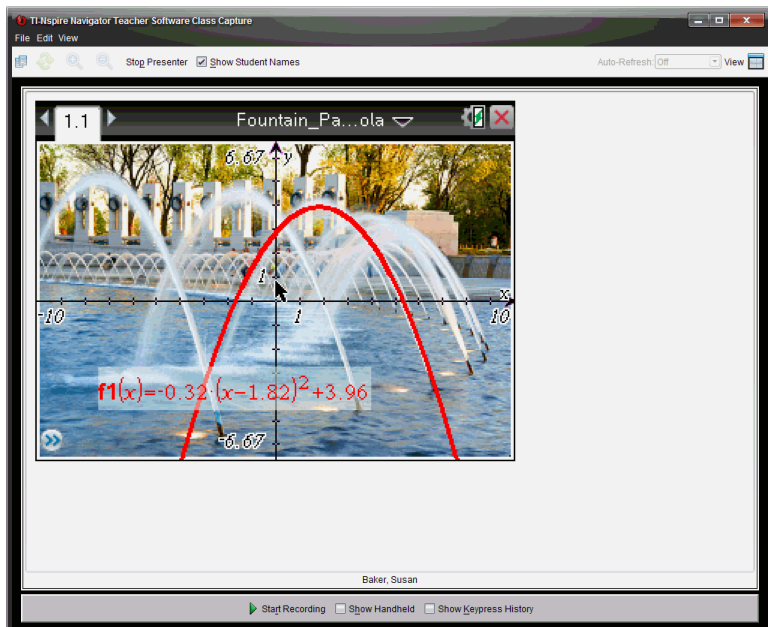 TI-Nspire Navigator Teacher Software Class Capture
File Edit View
Stop Presenter Show Student Names Auto-Refresh: Off View
1.1 Fountain_Pa...ola
6.67 y
1
x
-10 1 10
f1(x)=-0.32·(x-1.82)²+3.96
-6.67
Baker, Susan
Start Recording Show Handheld Show Keypress History